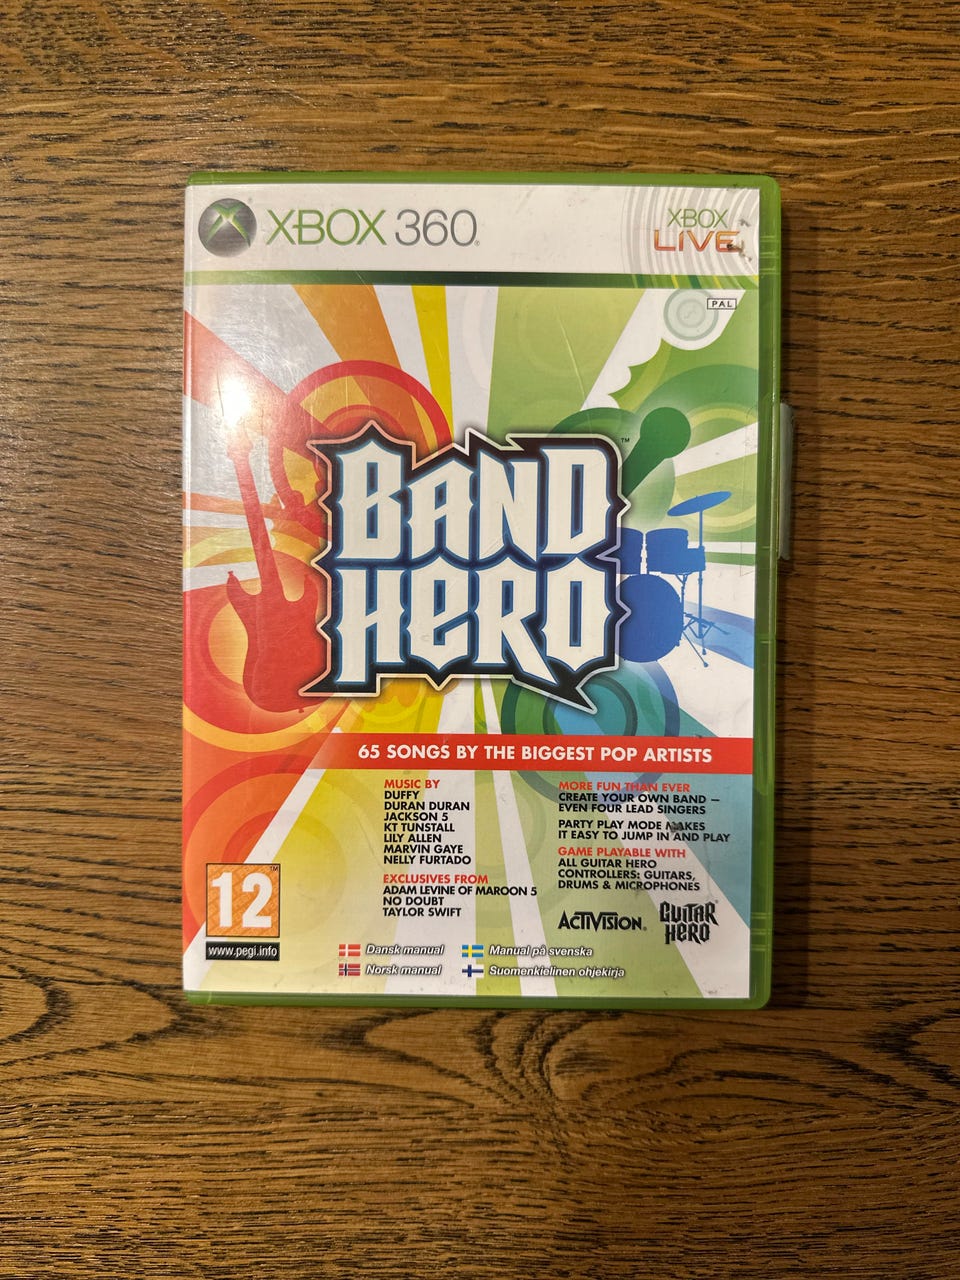 XBOX 360
XBOX
LIVE
PAL
BAND
HERO
™
65 SONGS BY THE BIGGEST POP ARTISTS
MUSIC BY
DUFFY
DURAN DURAN
JACKSON 5
KT TUNSTALL
LILY ALLEN
MARVIN GAYE
NELLY FURTADO
EXCLUSIVES FROM
ADAM LEVINE OF MAROON 5
NO DOUBT
TAYLOR SWIFT
MORE FUN THAN EVER
CREATE YOUR OWN BAND –
EVEN FOUR LEAD SINGERS
PARTY PLAY MODE MAKES
IT EASY TO JUMP IN AND PLAY
GAME PLAYABLE WITH
ALL GUITAR HERO
CONTROLLERS: GUITARS,
DRUMS & MICROPHONES
ACTIVISION®
GUITAR
HERO®
12™
www.pegi.info
Dansk manual
Manual på svenska
Norsk manual
Suomenkielinen ohjekirja